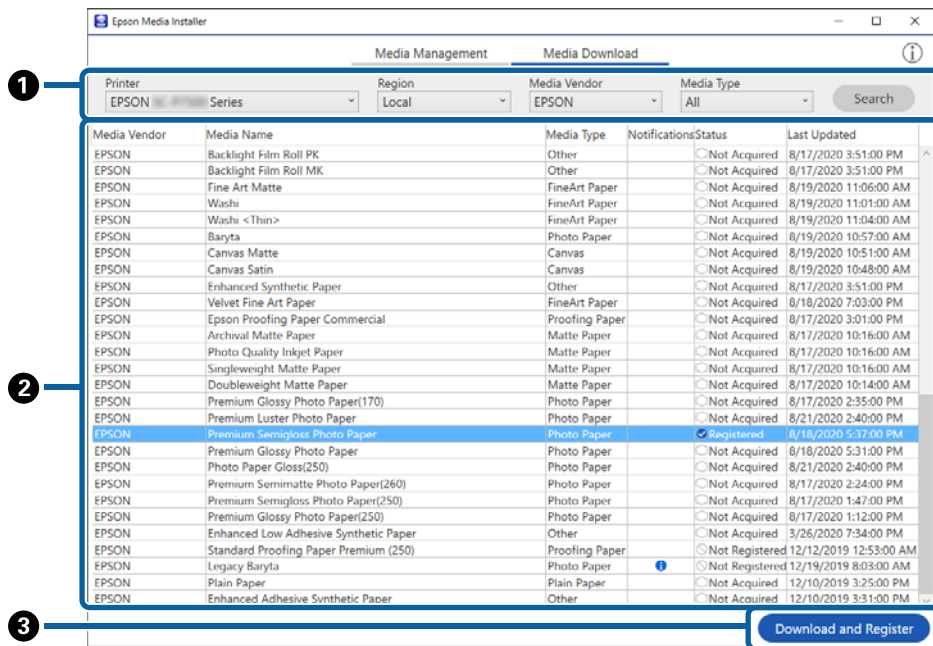 Epson Media Installer
Media Management Media Download
1
Printer Region Media Vendor Media Type
EPSON Series Local EPSON All Search
2
Media Vendor Media Name Media Type Notifications Status Last Updated
EPSON Backlight Film Roll PK Other Not Acquired 8/17/2020 3:51:00 PM
EPSON Backlight Film Roll MK Other Not Acquired 8/17/2020 3:51:00 PM
EPSON Fine Art Matte FineArt Paper Not Acquired 8/19/2020 11:06:00 AM
EPSON Washi FineArt Paper Not Acquired 8/19/2020 11:01:00 AM
EPSON Washi <Thin> FineArt Paper Not Acquired 8/19/2020 11:04:00 AM
EPSON Baryta Photo Paper Not Acquired 8/19/2020 10:57:00 AM
EPSON Canvas Matte Canvas Not Acquired 8/19/2020 10:51:00 AM
EPSON Canvas Satin Canvas Not Acquired 8/19/2020 10:48:00 AM
EPSON Enhanced Synthetic Paper Other Not Acquired 8/17/2020 3:51:00 PM
EPSON Velvet Fine Art Paper FineArt Paper Not Acquired 8/18/2020 7:03:00 PM
EPSON Epson Proofing Paper Commercial Proofing Paper Not Acquired 8/17/2020 3:01:00 PM
EPSON Archival Matte Paper Matte Paper Not Acquired 8/17/2020 10:16:00 AM
EPSON Photo Quality Inkjet Paper Matte Paper Not Acquired 8/17/2020 10:16:00 AM
EPSON Singleweight Matte Paper Matte Paper Not Acquired 8/17/2020 10:16:00 AM
EPSON Doubleweight Matte Paper Matte Paper Not Acquired 8/17/2020 10:14:00 AM
EPSON Premium Glossy Photo Paper(170) Photo Paper Not Acquired 8/17/2020 2:35:00 PM
EPSON Premium Luster Photo Paper Photo Paper Not Acquired 8/21/2020 2:40:00 PM
EPSON Premium Semigloss Photo Paper Photo Paper Registered 8/18/2020 5:37:00 PM
EPSON Premium Glossy Photo Paper Photo Paper Not Acquired 8/18/2020 5:31:00 PM
EPSON Photo Paper Gloss(250) Photo Paper Not Acquired 8/21/2020 2:40:00 PM
EPSON Premium Semimatte Photo Paper(260) Photo Paper Not Acquired 8/17/2020 2:24:00 PM
EPSON Premium Semigloss Photo Paper(250) Photo Paper Not Acquired 8/17/2020 1:47:00 PM
EPSON Premium Glossy Photo Paper(250) Photo Paper Not Acquired 8/17/2020 1:12:00 PM
EPSON Enhanced Low Adhesive Synthetic Paper Other Not Acquired 3/26/2020 7:34:00 PM
EPSON Standard Proofing Paper Premium (250) Proofing Paper Not Registered 12/12/2019 12:53:00 AM
EPSON Legacy Baryta Photo Paper Not Registered 12/19/2019 8:03:00 AM
EPSON Plain Paper Plain Paper Not Acquired 12/10/2019 3:25:00 PM
EPSON Enhanced Adhesive Synthetic Paper Other Not Acquired 12/10/2019 3:31:00 PM
3
Download and Register